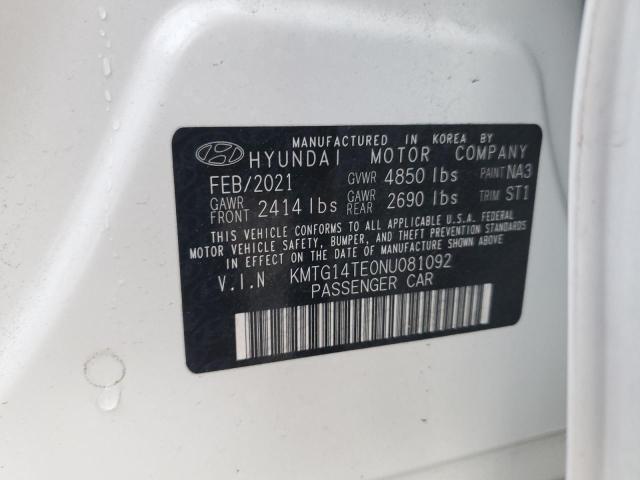 MANUFACTURED IN KOREA BY
HYUNDAI MOTOR COMPANY
FEB/2021 GVWR 4850 lbs PAINT NA3
GAWR FRONT 2414 lbs GAWR REAR 2690 lbs TRIM ST1
THIS VEHICLE CONFORMS TO ALL APPLICABLE U.S.A. FEDERAL
MOTOR VEHICLE SAFETY, BUMPER, AND THEFT PREVENTION STANDARDS
IN EFFECT ON THE DATE OF MANUFACTURE SHOWN ABOVE.
V.I.N KMTG14TE0NU081092
PASSENGER CAR